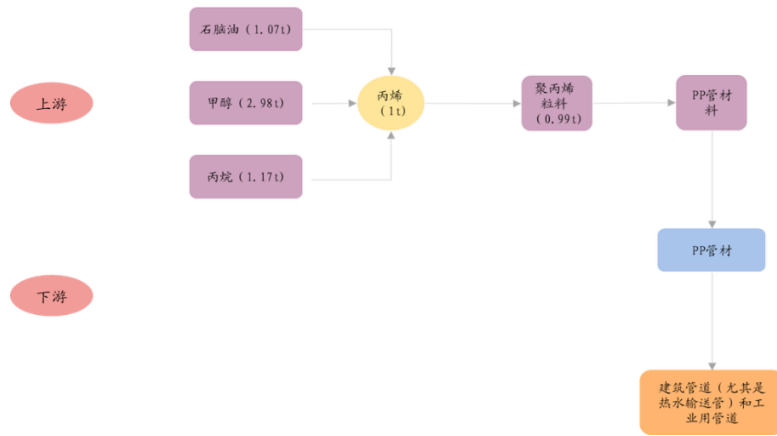 石脑油（1.07t）
上游
甲醇（2.98t）
丙烯
（1t）
聚丙烯
粒料
（0.99t）
PP管材
料
丙烷（1.17t）
PP管材
下游
建筑管道（尤其是
热水输送管）和工
业用管道